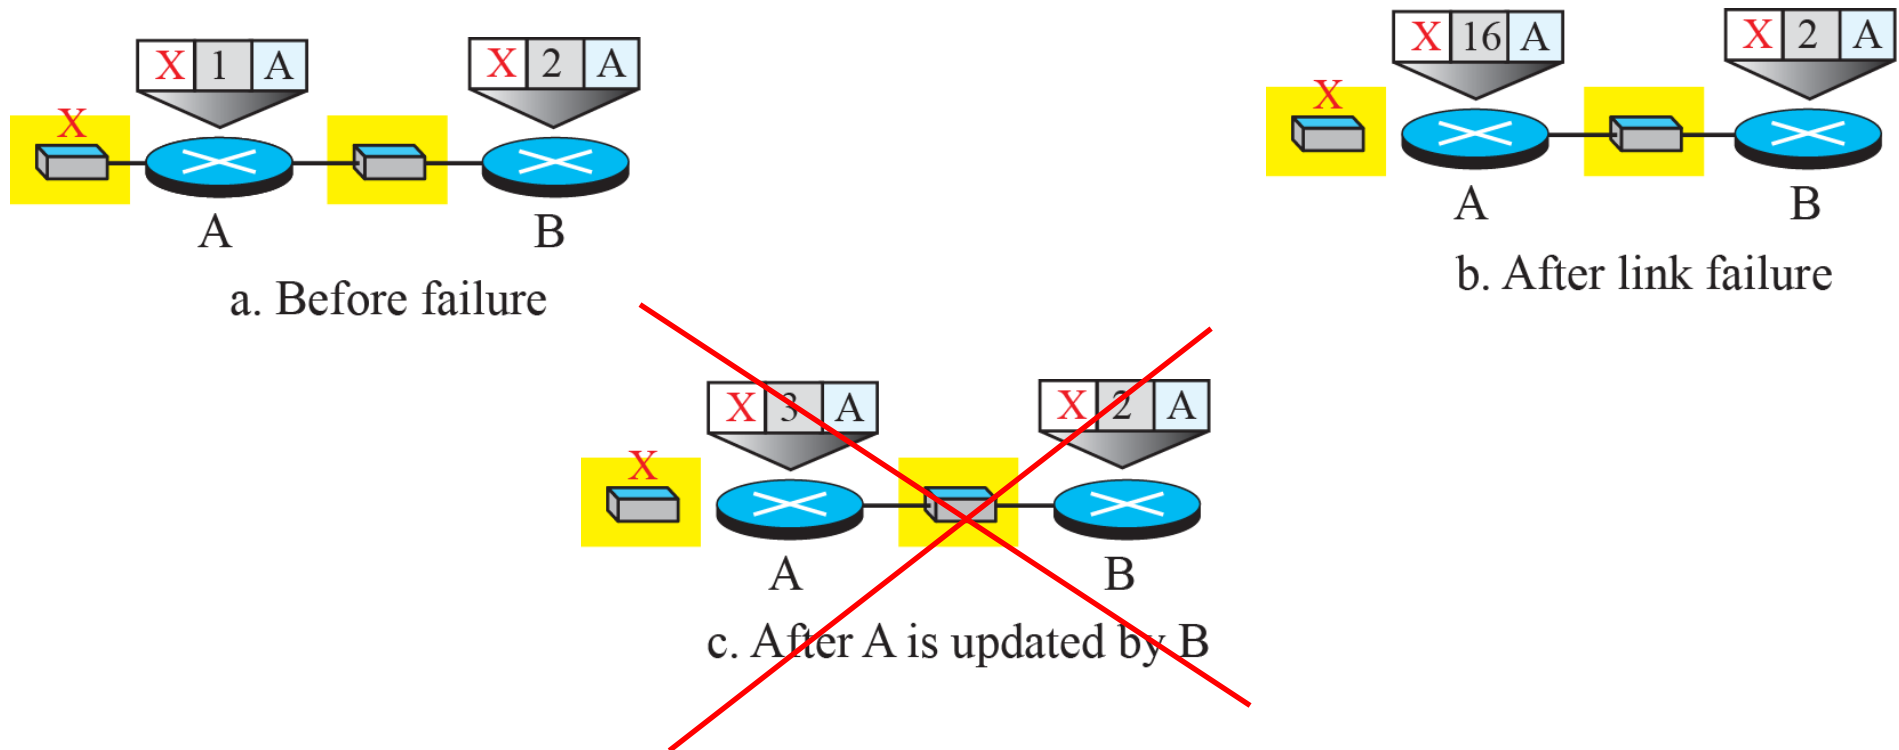 X 1 A
X 2 A
X
A
B
a. Before failure
X 16 A
X 2 A
X
A
B
b. After link failure
X 3 A
X 2 A
X
A
B
c. After A is updated by B